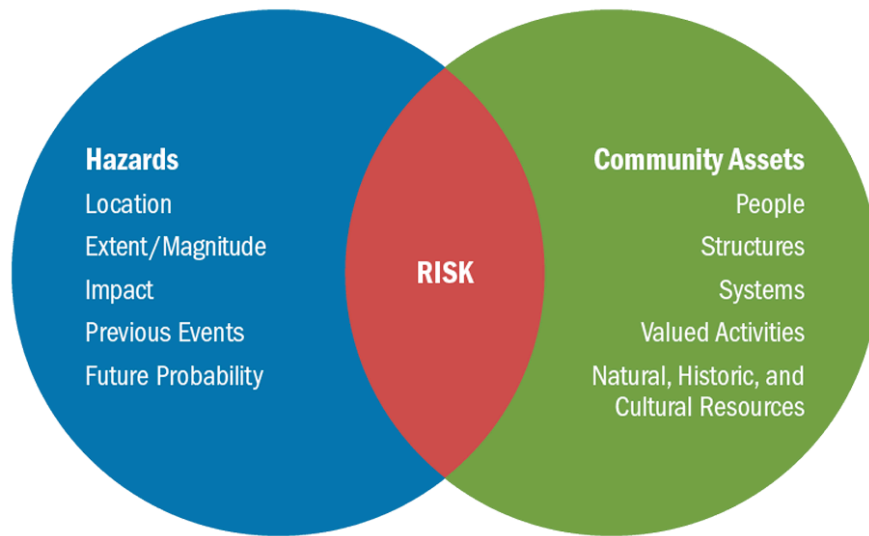 Hazards
Location
Extent/Magnitude
Impact
Previous Events
Future Probability
RISK
Community Assets
People
Structures
Systems
Valued Activities
Natural, Historic, and
Cultural Resources